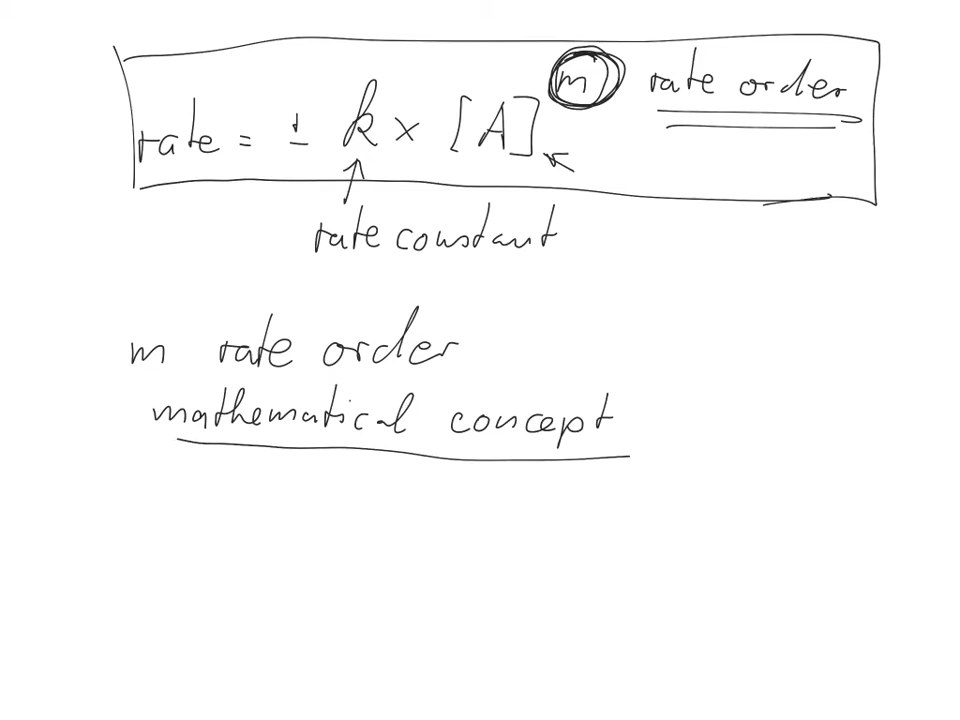 rate = ± k × [A]^m rate order
rate constant
m rate order
mathematical concept